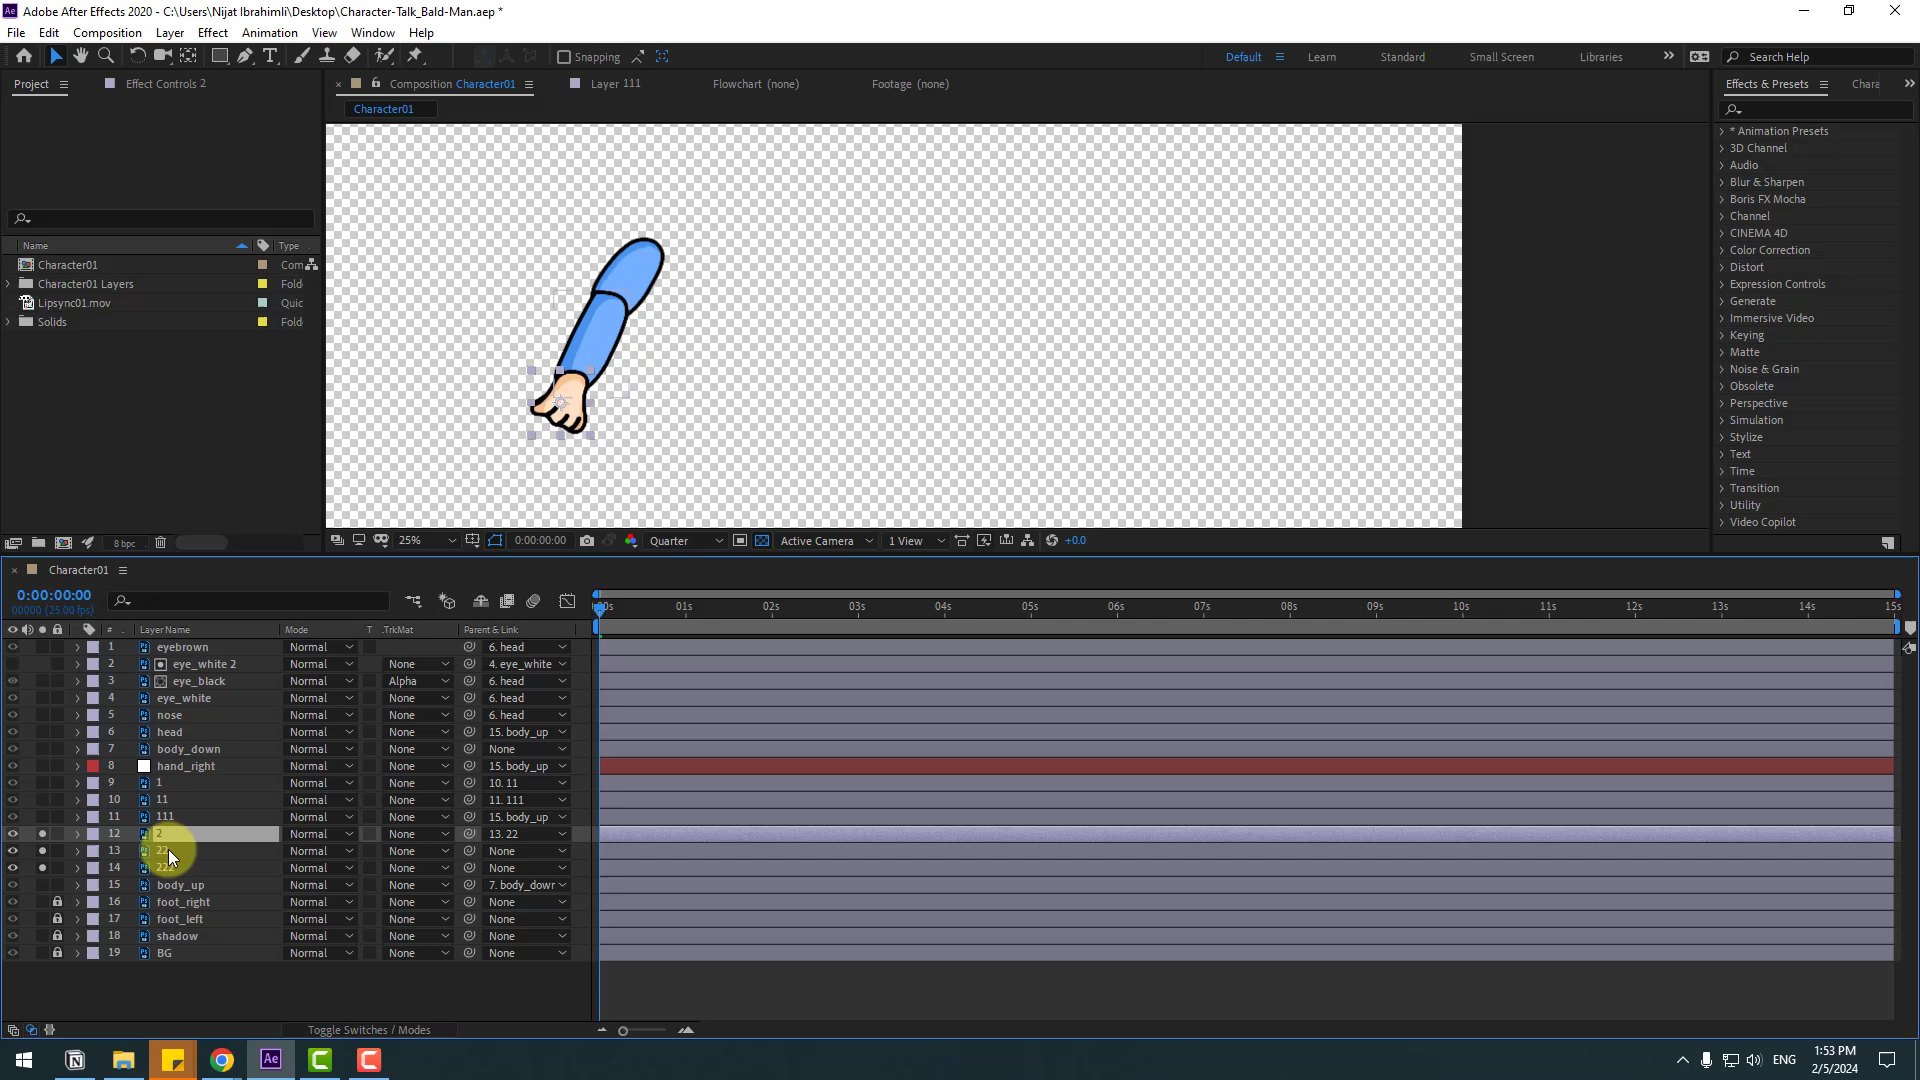 Adobe After Effects 2020 - C:\Users\Nijat Ibrahimli\Desktop\Character-Talk_Bald-Man.aep *
File Edit Composition Layer Effect Animation View Window Help
Snapping Default Learn Standard Small Screen Libraries Search Help
Project Effect Controls 2 Composition Character01 Layer 111 Flowchart (none) Footage (none) Effects & Presets Chara
Character01
* Animation Presets
3D Channel
Audio
Blur & Sharpen
Boris FX Mocha
Channel
CINEMA 4D
Color Correction
Distort
Expression Controls
Generate
Immersive Video
Keying
Matte
Noise & Grain
Obsolete
Perspective
Simulation
Stylize
Text
Time
Transition
Utility
Video Copilot
Name Type
Character01 Com
Character01 Layers Fold
Lipsync01.mov Quic
Solids Fold
8 bpc 25% 0:00:00:00 Quarter Active Camera 1 View +0.0
Character01
0:00:00:00
00000 (25.00 fps)
00s 01s 02s 03s 04s 05s 06s 07s 08s 09s 10s 11s 12s 13s 14s 15s
# Layer Name Mode T .TrkMat Parent & Link
1 eyebrown Normal 6. head
2 eye_white 2 Normal None 4. eye_white
3 eye_black Normal Alpha 6. head
4 eye_white Normal None 6. head
5 nose Normal None 6. head
6 head Normal None 15. body_up
7 body_down Normal None None
8 hand_right Normal None 15. body_up
9 1 Normal None 10. 11
10 11 Normal None 11. 111
11 111 Normal None 15. body_up
12 2 Normal None 13. 22
13 22 Normal None None
14 222 Normal None None
15 body_up Normal None 7. body_dowr
16 foot_right Normal None None
17 foot_left Normal None None
18 shadow Normal None None
19 BG Normal None None
Toggle Switches / Modes
ENG 1:53 PM
2/5/2024